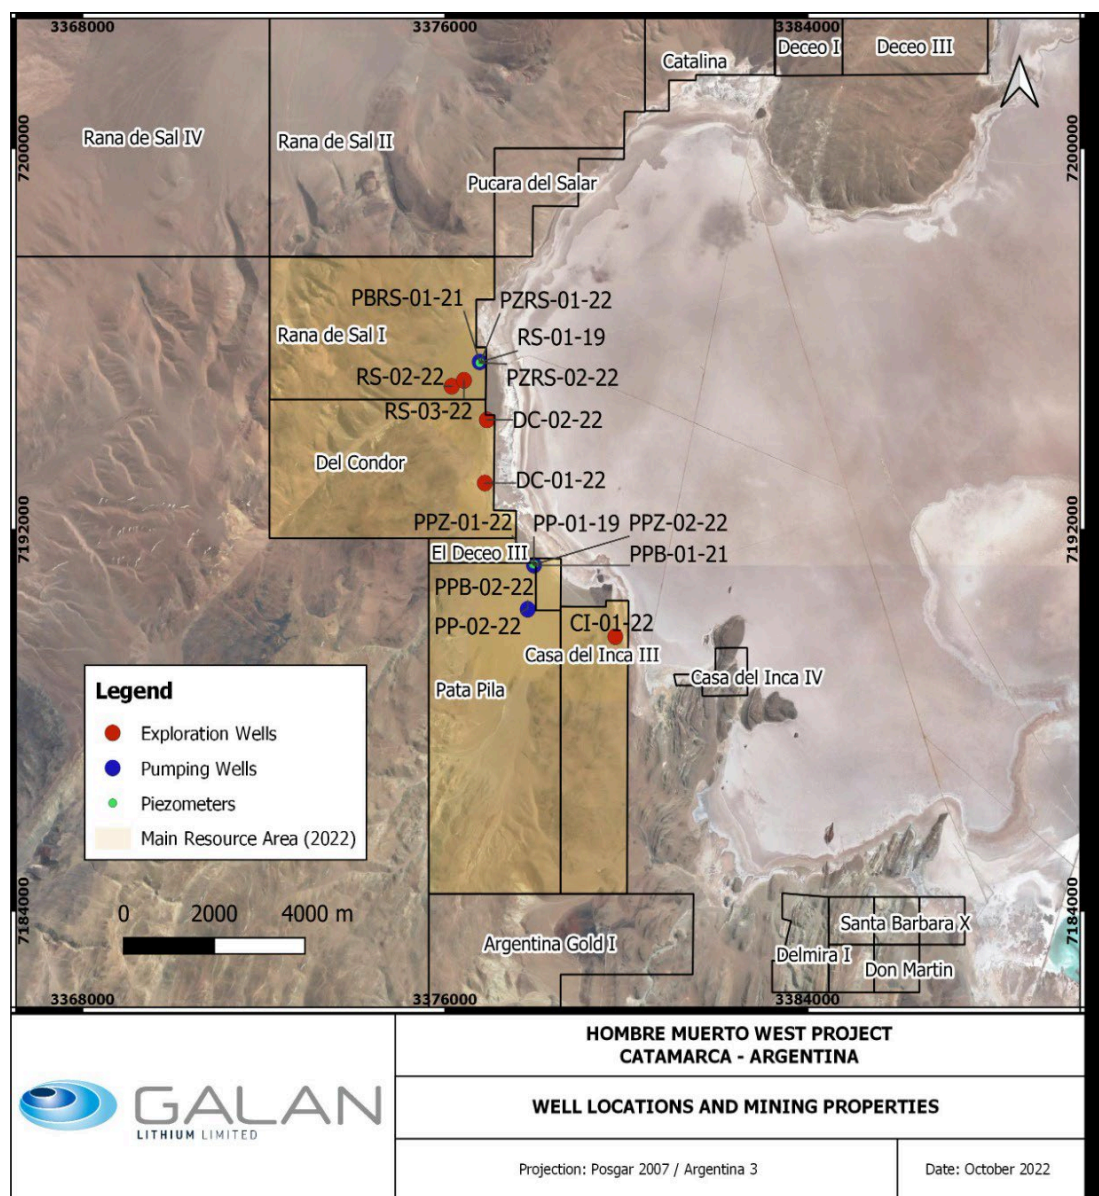 3368000
3376000
3384000
Deceo I
Deceo III
Catalina
Rana de Sal IV
Rana de Sal II
7200000
7200000
Pucara del Salar
PBRS-01-21
PZRS-01-22
Rana de Sal I
RS-01-19
RS-02-22
PZRS-02-22
RS-03-22
DC-02-22
Del Condor
DC-01-22
7192000
7192000
PPZ-01-22
PP-01-19
PPZ-02-22
El Deceo III
PPB-01-21
PPB-02-22
PP-02-22
CI-01-22
Casa del Inca III
Casa del Inca IV
Pata Pila
Legend
Exploration Wells
Pumping Wells
Piezometers
Main Resource Area (2022)
0 2000 4000 m
7184000
7184000
Argentina Gold I
Santa Barbara X
Delmira I
Don Martin
3368000
3376000
3384000
HOMBRE MUERTO WEST PROJECT
CATAMARCA - ARGENTINA
GALAN
LITHIUM LIMITED
WELL LOCATIONS AND MINING PROPERTIES
Projection: Posgar 2007 / Argentina 3
Date: October 2022